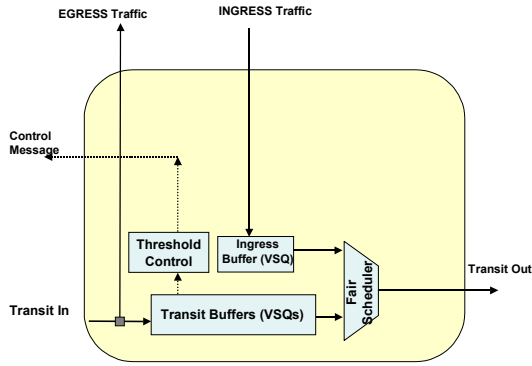 EGRESS Traffic
INGRESS Traffic
Control
Message
Threshold
Control
Ingress
Buffer (VSQ)
Fair
Scheduler
Transit Out
Transit In
Transit Buffers (VSQs)